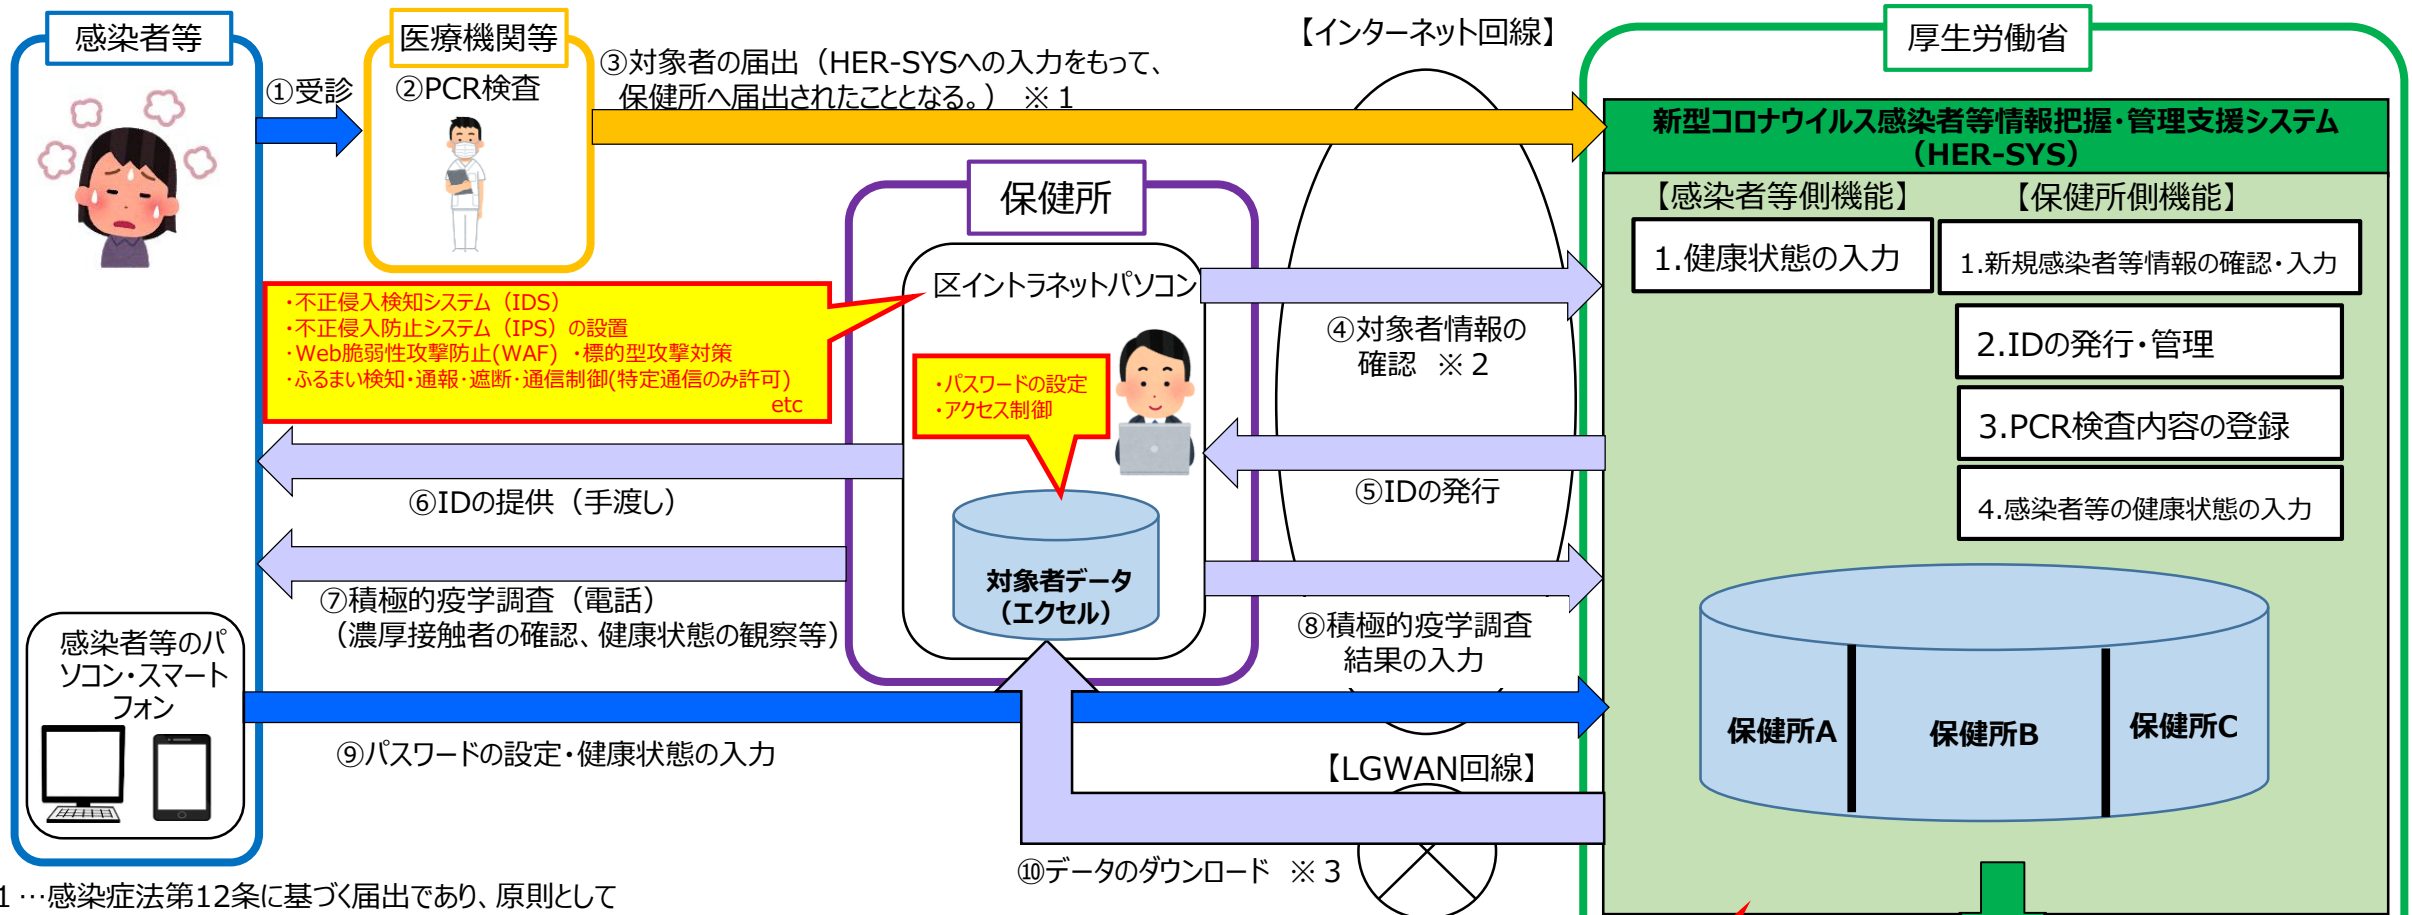 感染者等
医療機関等
【インターネット回線】
厚生労働省
①受診
②PCR検査
③対象者の届出（HER-SYSへの入力をもって、
保健所へ届出されたこととなる。） ※１
新型コロナウイルス感染者等情報把握・管理支援システム
（HER-SYS）
保健所
【感染者等側機能】
【保健所側機能】
1.健康状態の入力
1.新規感染者等情報の確認・入力
2.IDの発行・管理
3.PCR検査内容の登録
4.感染者等の健康状態の入力
区イントラネットパソコン
・不正侵入検知システム（IDS）
・不正侵入防止システム（IPS）の設置
・Web脆弱性攻撃防止(WAF) ・標的型攻撃対策
・ふるまい検知・通報・遮断・通信制御(特定通信のみ許可)
etc
④対象者情報の
確認 ※２
・パスワードの設定
・アクセス制御
⑤IDの発行
⑥IDの提供（手渡し）
対象者データ
（エクセル）
⑦積極的疫学調査（電話）
（濃厚接触者の確認、健康状態の観察等）
⑧積極的疫学調査
結果の入力
感染者等のパ
ソコン・スマート
フォン
保健所A
保健所B
保健所C
⑨パスワードの設定・健康状態の入力
【LGWAN回線】
⑩データのダウンロード ※３
1 …感染症法第12条に基づく届出であり、原則として